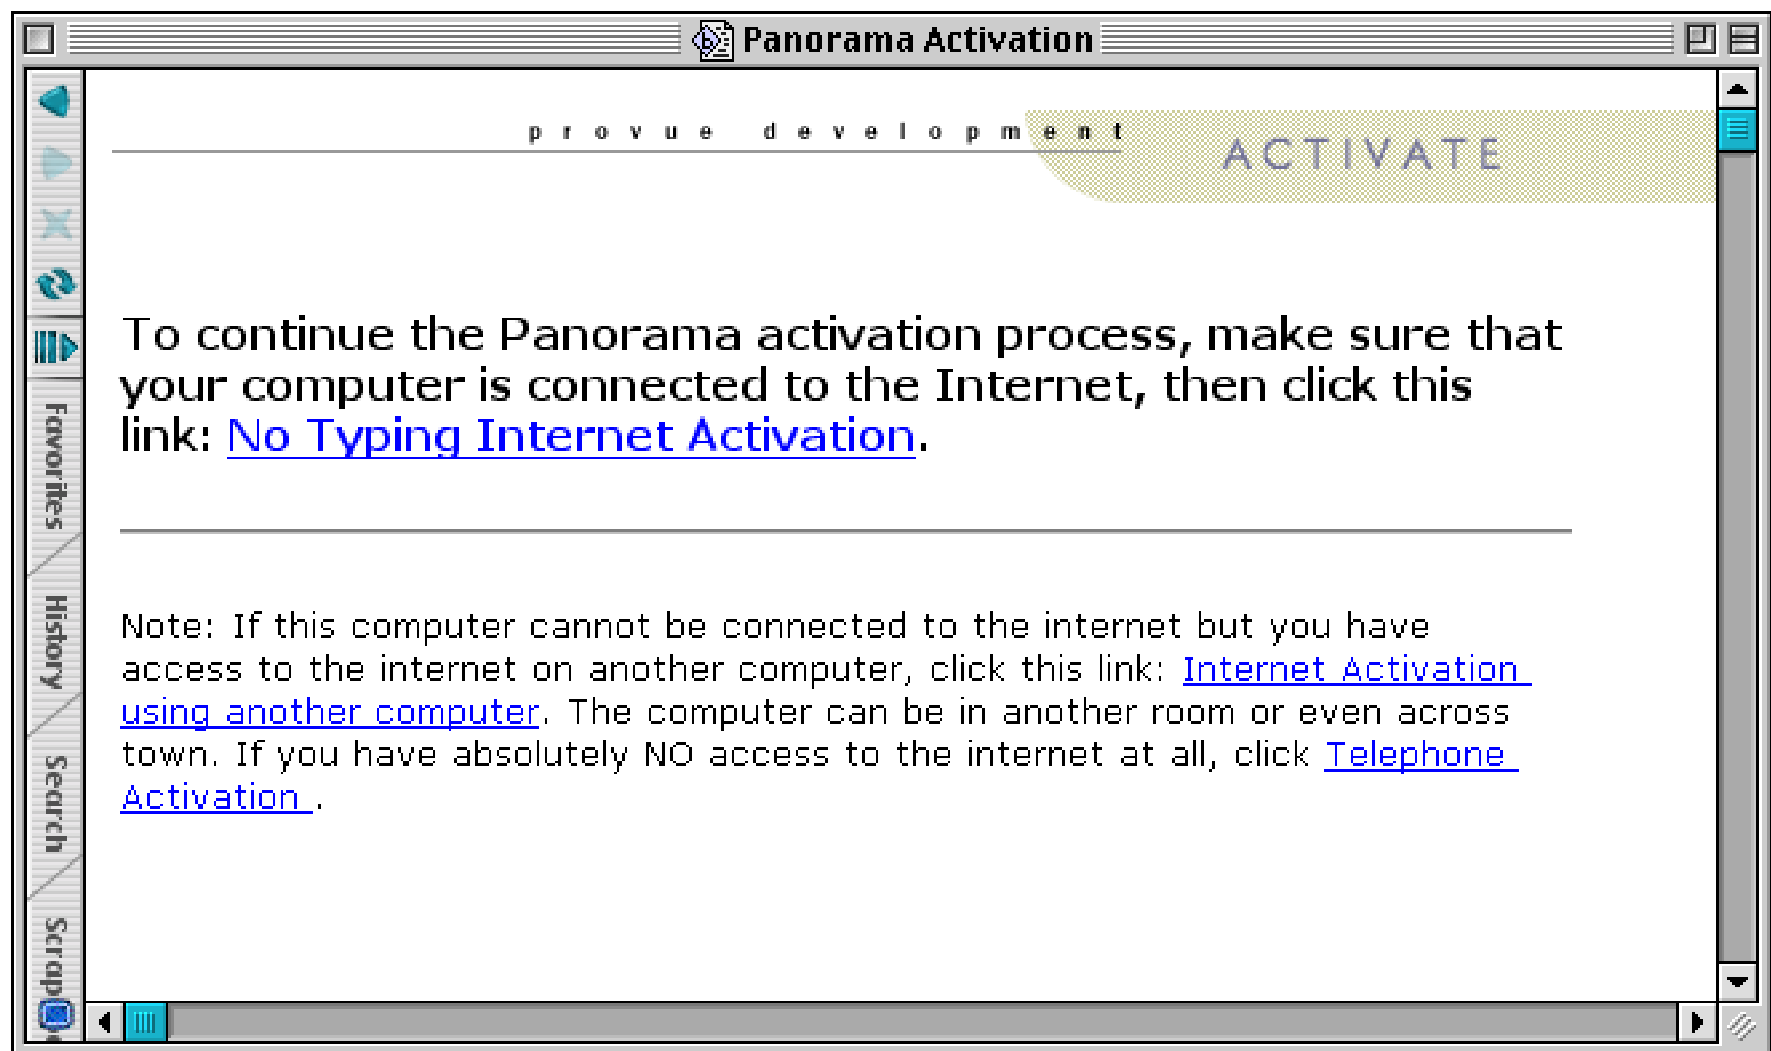 Panorama Activation
provue development
ACTIVATE
To continue the Panorama activation process, make sure that
your computer is connected to the Internet, then click this
link: No Typing Internet Activation.
Note: If this computer cannot be connected to the internet but you have
access to the internet on another computer, click this link: Internet Activation
using another computer. The computer can be in another room or even across
town. If you have absolutely NO access to the internet at all, click Telephone
Activation .
Favorites
History
Search
Scrap